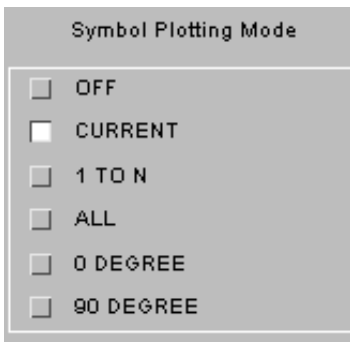 Symbol Plotting Mode
OFF
CURRENT
1 TO N
ALL
0 DEGREE
90 DEGREE